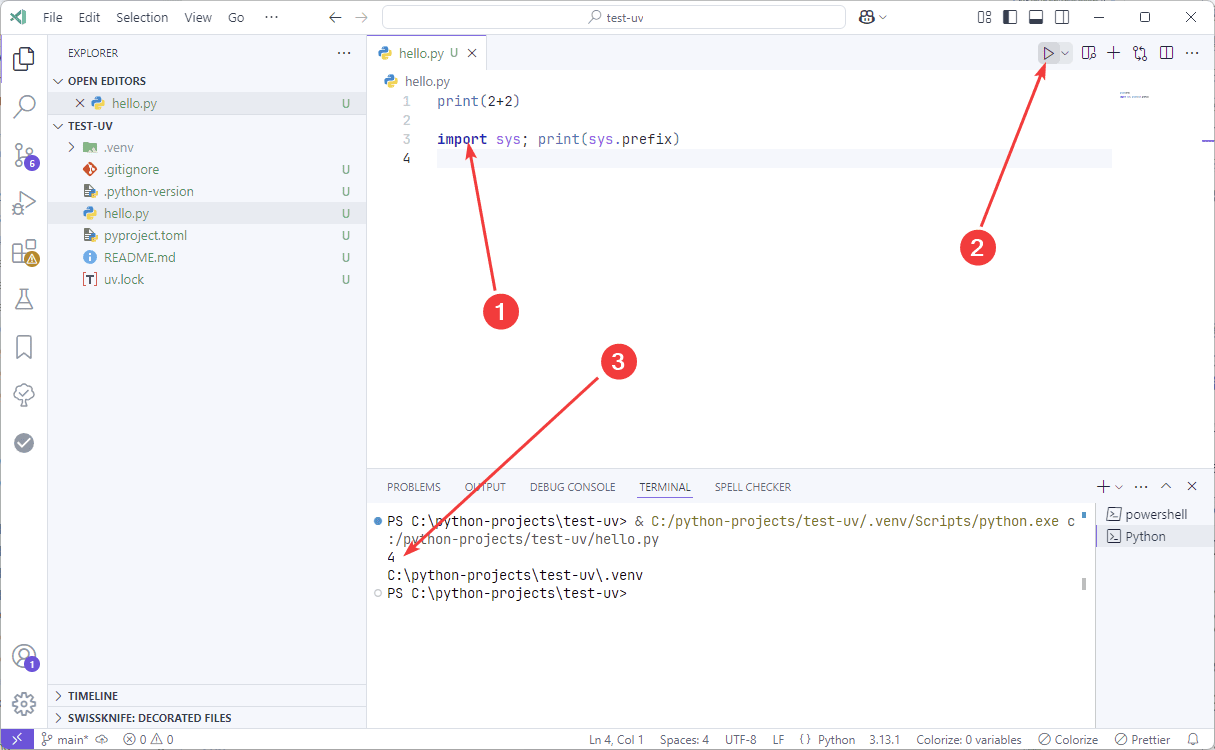 File Edit Selection View Go ···
test-uv
EXPLORER
OPEN EDITORS
hello.py U
TEST-UV
.venv
.gitignore U
.python-version U
hello.py U
pyproject.toml U
README.md U
uv.lock U
TIMELINE
SWISSKNIFE: DECORATED FILES
6
1
hello.py U
hello.py
1 print(2+2)
2
3 import sys; print(sys.prefix)
4
1
2
3
PROBLEMS OUTPUT DEBUG CONSOLE TERMINAL SPELL CHECKER
PS C:\python-projects\test-uv> & C:/python-projects/test-uv/.venv/Scripts/python.exe c
:/python-projects/test-uv/hello.py
4
C:\python-projects\test-uv\.venv
PS C:\python-projects\test-uv>
powershell
Python
main* 0 0 Ln 4, Col 1 Spaces: 4 UTF-8 LF { } Python 3.13.1 Colorize: 0 variables Colorize Prettier